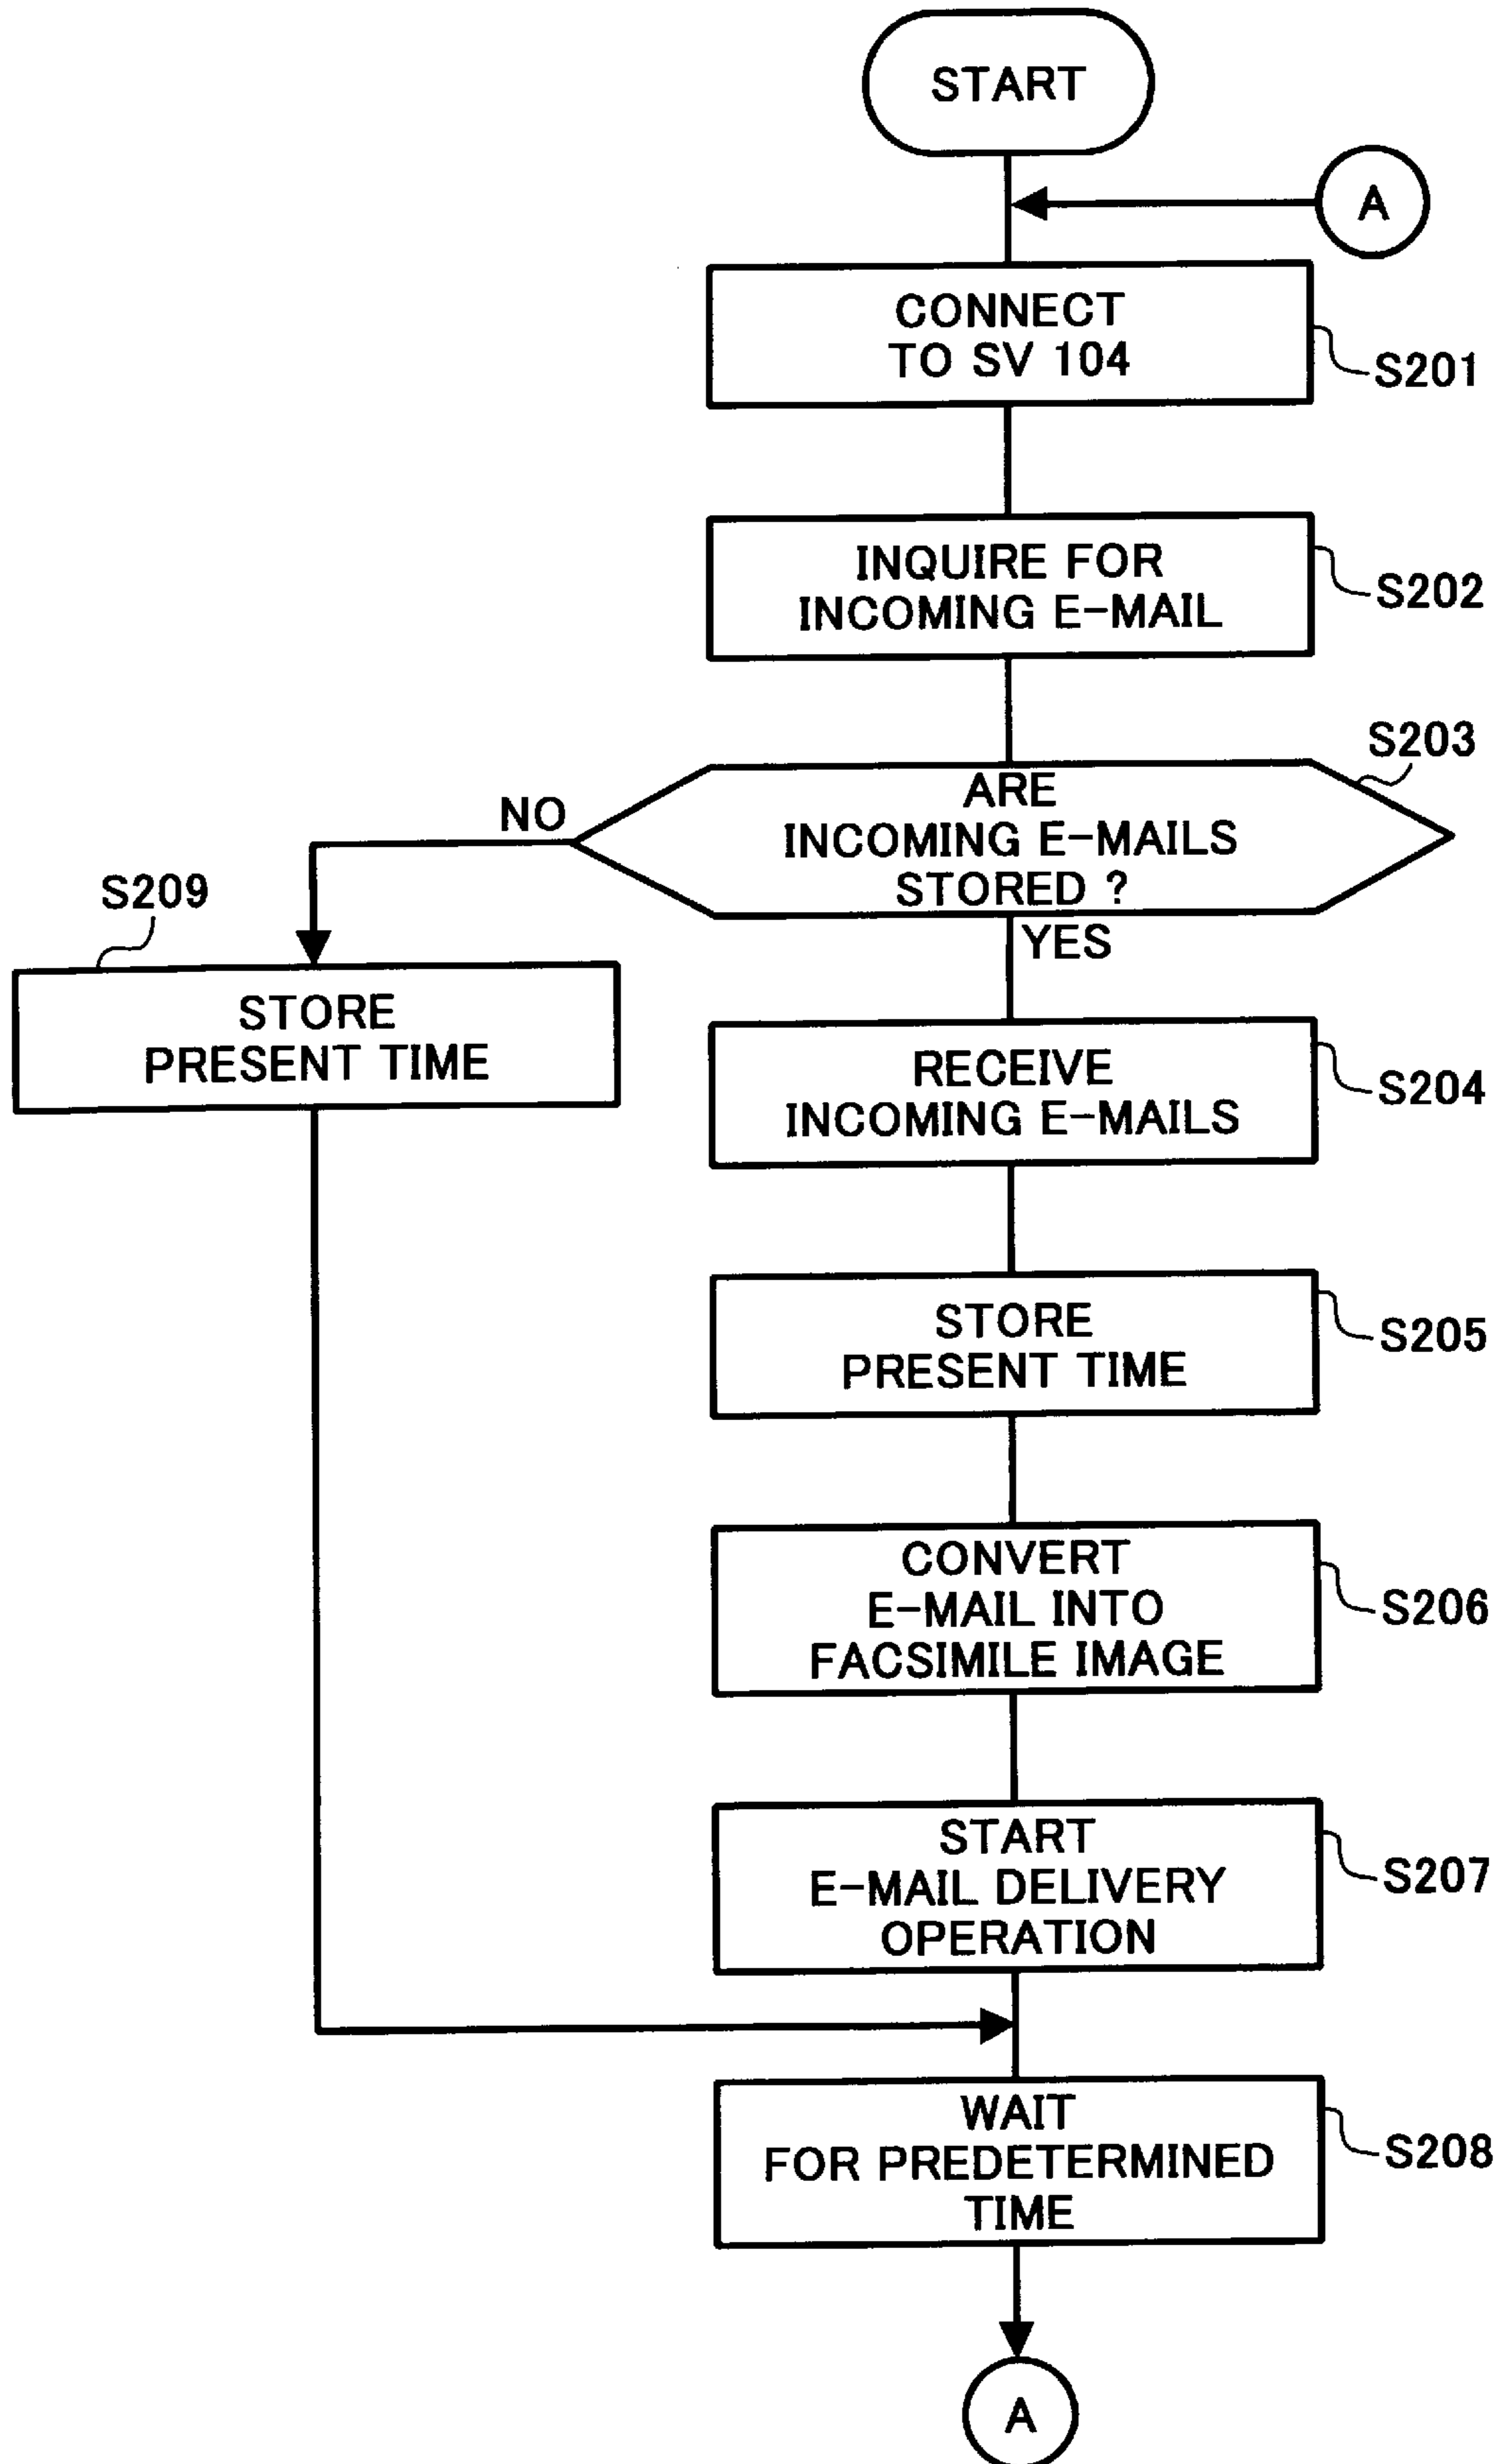 START
A
CONNECT
TO SV 104
S201
INQUIRE FOR
INCOMING E-MAIL
S202
S203
ARE
INCOMING E-MAILS
STORED ?
NO
YES
S209
STORE
PRESENT TIME
RECEIVE
INCOMING E-MAILS
S204
STORE
PRESENT TIME
S205
CONVERT
E-MAIL INTO
FACSIMILE IMAGE
S206
START
E-MAIL DELIVERY
OPERATION
S207
WAIT
FOR PREDETERMINED
TIME
S208
A